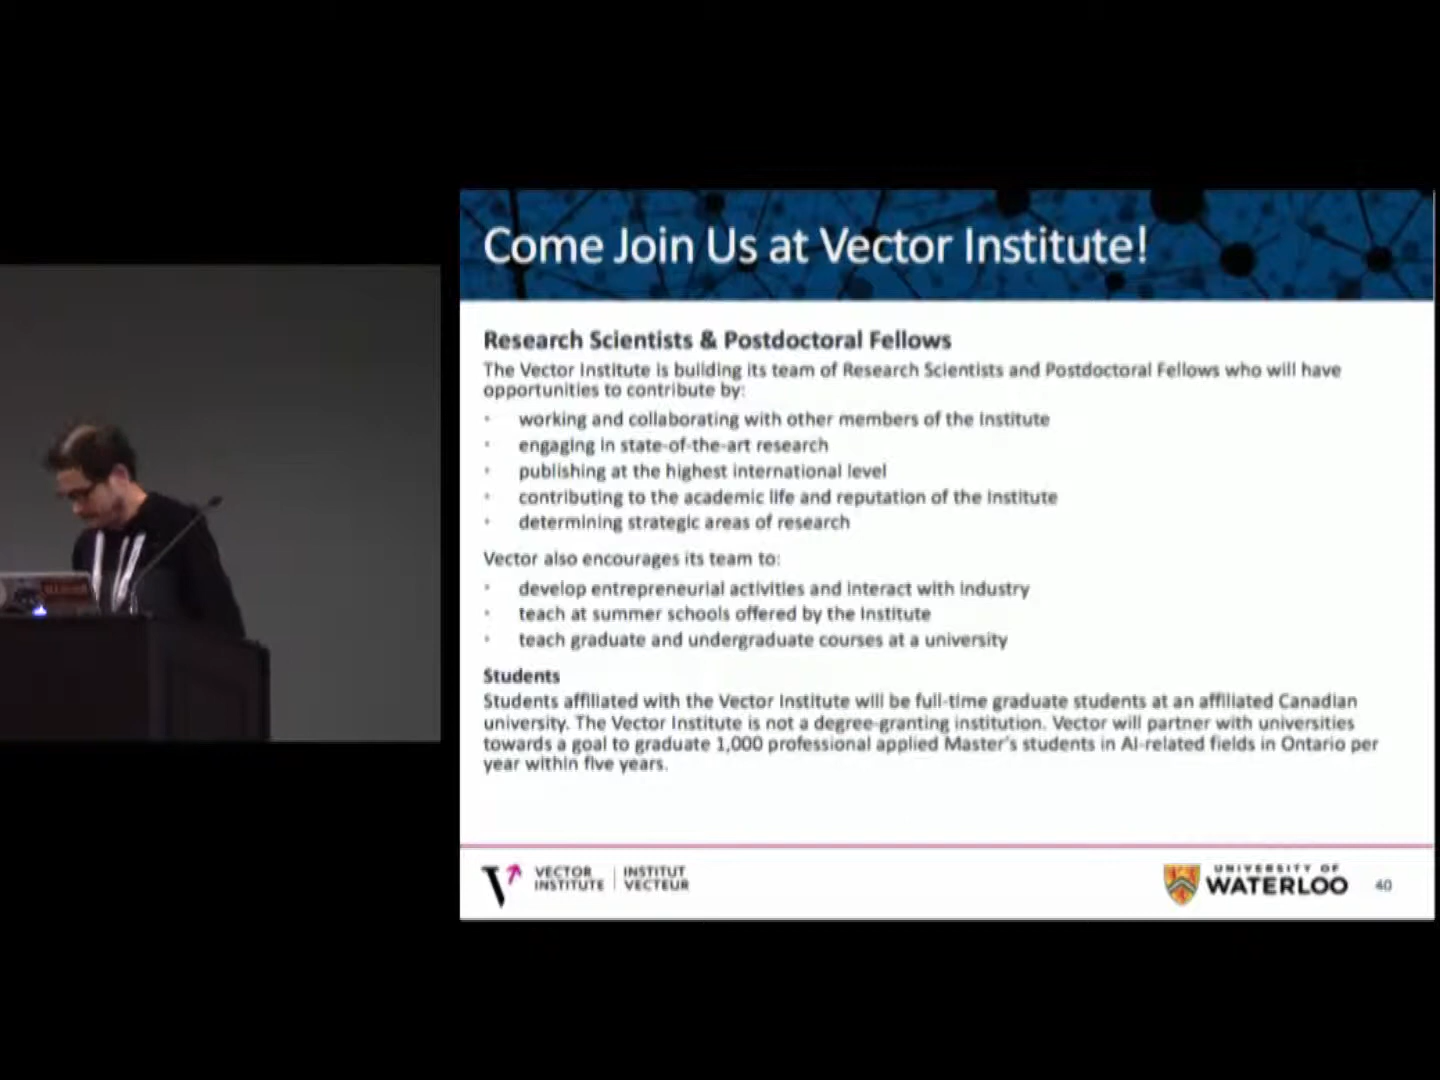 Come Join Us at Vector Institute!
Research Scientists & Postdoctoral Fellows
The Vector Institute is building its team of Research Scientists and Postdoctoral Fellows who will have
opportunities to contribute by:
• working and collaborating with other members of the Institute
• engaging in state-of-the-art research
• publishing at the highest international level
• contributing to the academic life and reputation of the Institute
• determining strategic areas of research
Vector also encourages its team to:
• develop entrepreneurial activities and interact with industry
• teach at summer schools offered by the Institute
• teach graduate and undergraduate courses at a university
Students
Students affiliated with the Vector Institute will be full-time graduate students at an affiliated Canadian
university. The Vector Institute is not a degree-granting institution. Vector will partner with universities
towards a goal to graduate 1,000 professional applied Master's students in AI-related fields in Ontario per
year within five years.
VECTOR
INSTITUTE
INSTITUT
VECTEUR
UNIVERSITY OF
WATERLOO
40